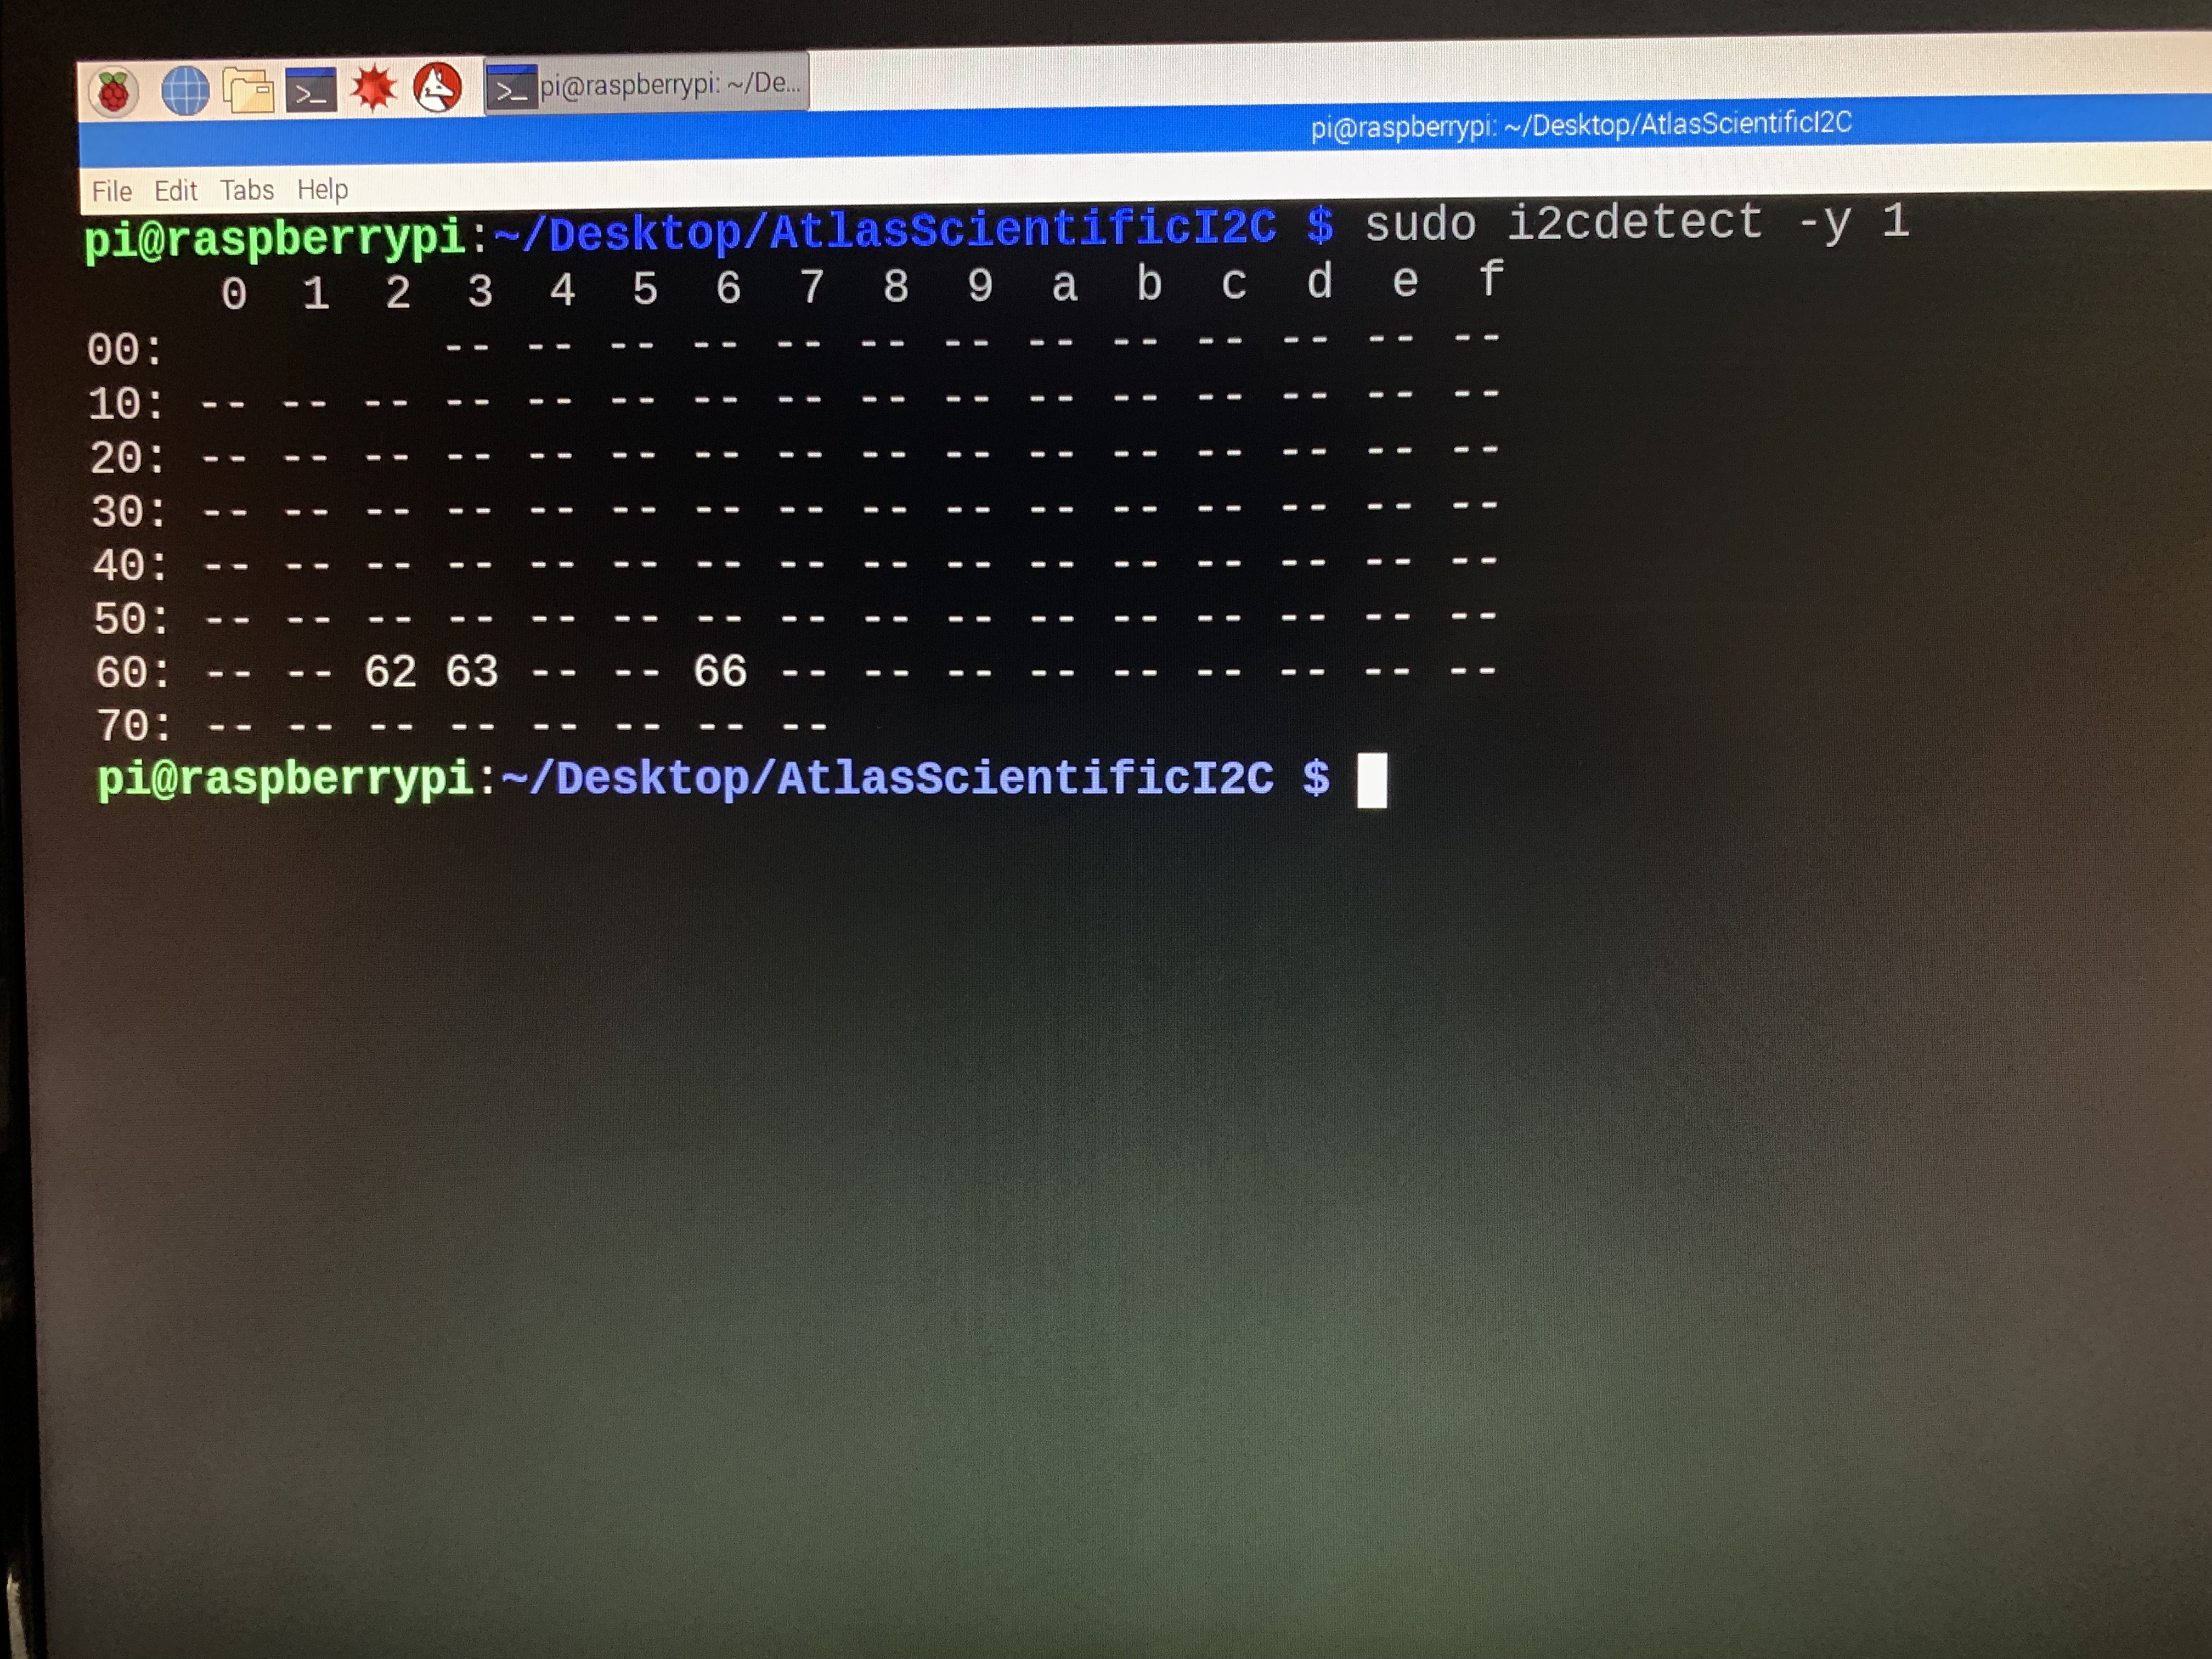 pi@raspberrypi: ~/De...
pi@raspberrypi: ~/Desktop/AtlasScientificI2C
File Edit Tabs Help
pi@raspberrypi:~/Desktop/AtlasScientificI2C $ sudo i2cdetect -y 1
0 1 2 3 4 5 6 7 8 9 a b c d e f
00: -- -- -- -- -- -- -- -- -- -- -- -- --
10: -- -- -- -- -- -- -- -- -- -- -- -- -- -- -- --
20: -- -- -- -- -- -- -- -- -- -- -- -- -- -- -- --
30: -- -- -- -- -- -- -- -- -- -- -- -- -- -- -- --
40: -- -- -- -- -- -- -- -- -- -- -- -- -- -- -- --
50: -- -- -- -- -- -- -- -- -- -- -- -- -- -- -- --
60: -- -- 62 63 -- -- 66 -- -- -- -- -- -- -- -- --
70: -- -- -- -- -- -- -- --
pi@raspberrypi:~/Desktop/AtlasScientificI2C $